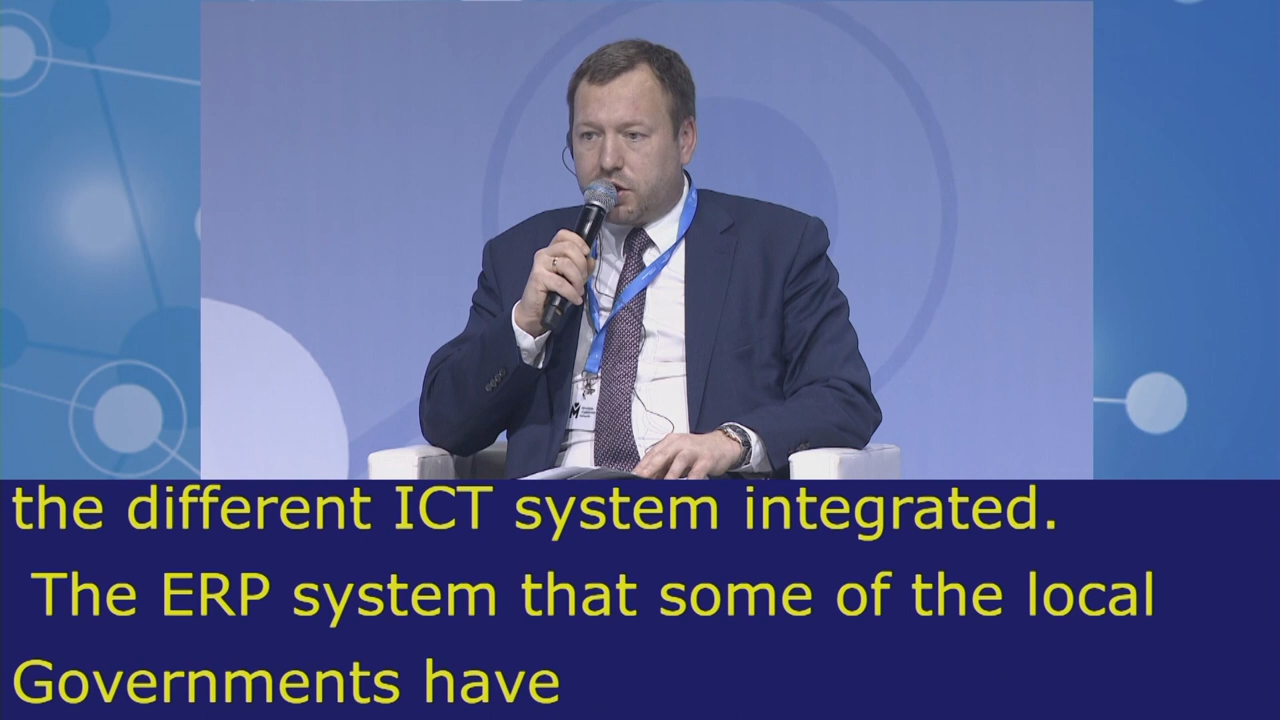 the different ICT system integrated.
The ERP system that some of the local
Governments have